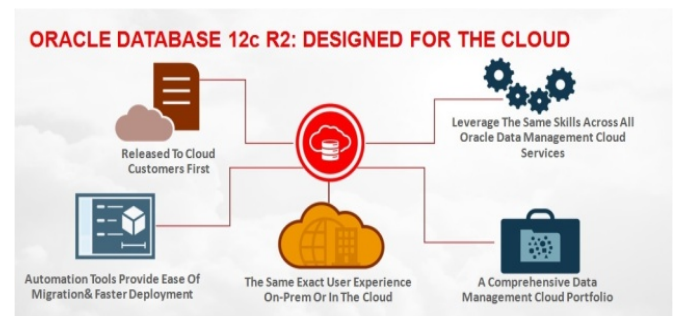 ORACLE DATABASE 12c R2: DESIGNED FOR THE CLOUD
Released To Cloud
Customers First
Leverage The Same Skills Across All
Oracle Data Management Cloud
Services
Automation Tools Provide Ease Of
Migration& Faster Deployment
The Same Exact User Experience
On-Prem Or In The Cloud
A Comprehensive Data
Management Cloud Portfolio